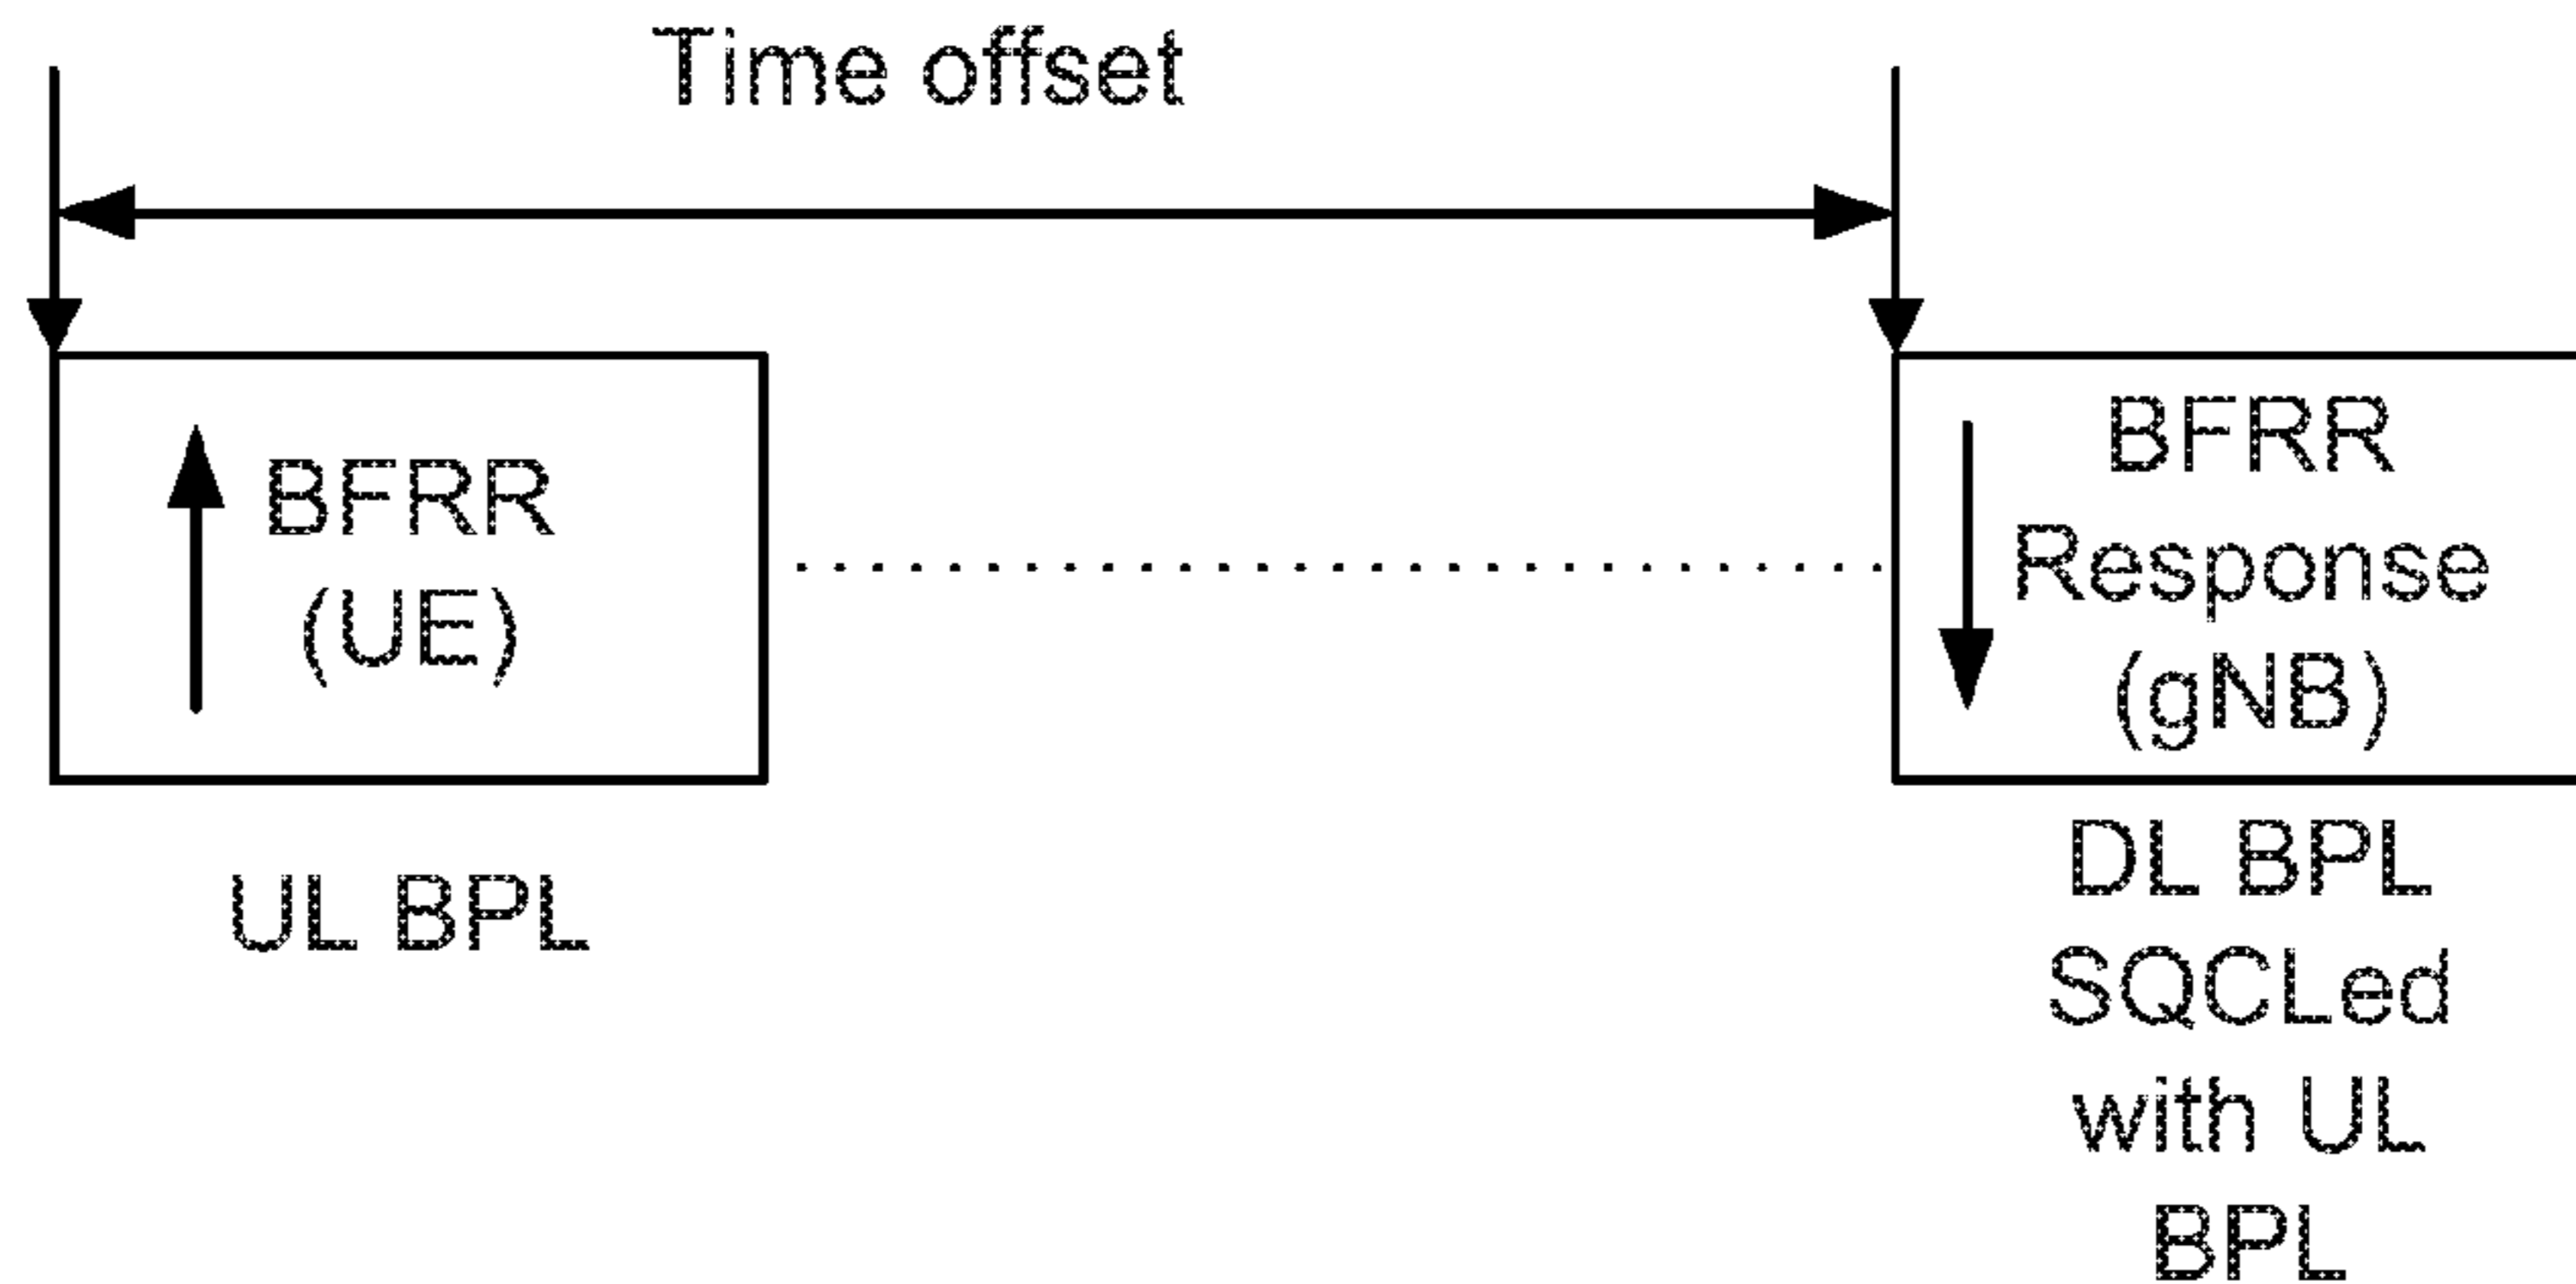 Time offset
BFRR
(UE)
BFRR
Response
(gNB)
UL BPL
DL BPL
SQCLed
with UL
BPL